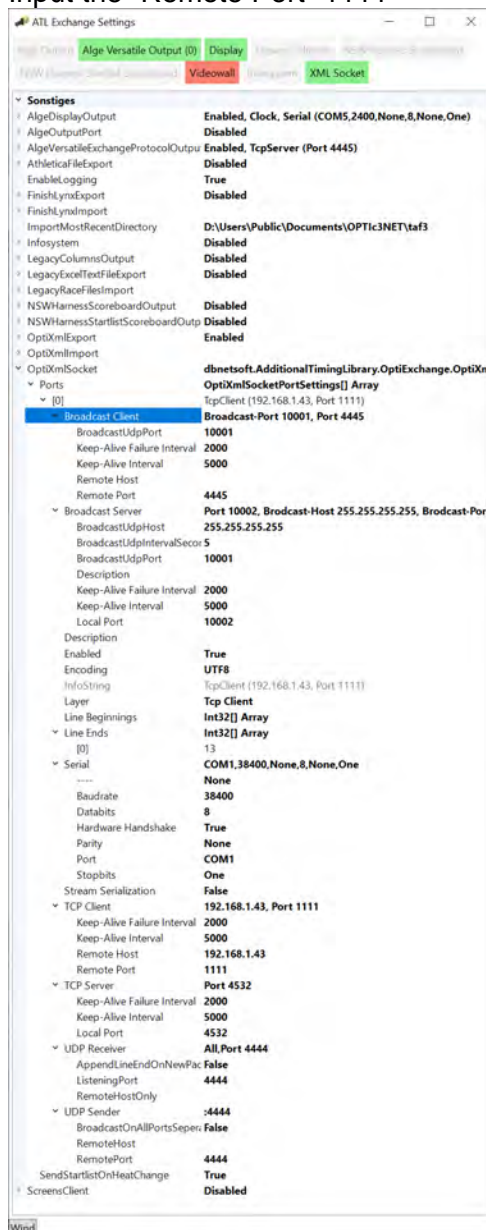 ATL Exchange Settings
Alge Versatile Output (0) Display
Videowall XML Socket
Sonstiges
AlgeDisplayOutput Enabled, Clock, Serial (COM5,2400,None,8,None,One)
AlgeOutputPort Disabled
AlgeVersatileExchangeProtocolOutpu Enabled, TcpServer (Port 4445)
AthleticaFileExport Disabled
EnableLogging True
FinishLynxExport Disabled
FinishLynxImport
ImportMostRecentDirectory D:\Users\Public\Documents\OPTIc3NET\taf3
Infosystem Disabled
LegacyColumnsOutput Disabled
LegacyExcelTextFileExport Disabled
LegacyRaceFilesImport
NSWHarnessScoreboardOutput Disabled
NSWHarnessStartlistScoreboardOutp Disabled
OptiXmlExport Enabled
OptiXmlImport
OptiXmlSocket dbnetsoft.AdditionalTimingLibrary.OptiExchange.OptiXm
Ports OptiXmlSocketPortSettings[] Array
[0] TcpClient (192.168.1.43, Port 1111)
Broadcast Client Broadcast-Port 10001, Port 4445
BroadcastUdpPort 10001
Keep-Alive Failure Interval 2000
Keep-Alive Interval 5000
Remote Host
Remote Port 4445
Broadcast Server Port 10002, Brodcast-Host 255.255.255.255, Brodcast-Por
BroadcastUdpHost 255.255.255.255
BroadcastUdpIntervalSecor 5
BroadcastUdpPort 10001
Description
Keep-Alive Failure Interval 2000
Keep-Alive Interval 5000
Local Port 10002
Description
Enabled True
Encoding UTF8
InfoString TcpClient (192.168.1.43, Port 1111)
Layer Tcp Client
Line Beginnings Int32[] Array
Line Ends Int32[] Array
[0] 13
Serial COM1,38400,None,8,None,One
---- None
Baudrate 38400
Databits 8
Hardware Handshake True
Parity None
Port COM1
Stopbits One
Stream Serialization False
TCP Client 192.168.1.43, Port 1111
Keep-Alive Failure Interval 2000
Keep-Alive Interval 5000
Remote Host 192.168.1.43
Remote Port 1111
TCP Server Port 4532
Keep-Alive Failure Interval 2000
Keep-Alive Interval 5000
Local Port 4532
UDP Receiver All,Port 4444
AppendLineEndOnNewPac False
ListeningPort 4444
RemoteHostOnly
UDP Sender :4444
BroadcastOnAllPortsSepera False
RemoteHost
RemotePort 4444
SendStartlistOnHeatChange True
ScreensClient Disabled
Wind